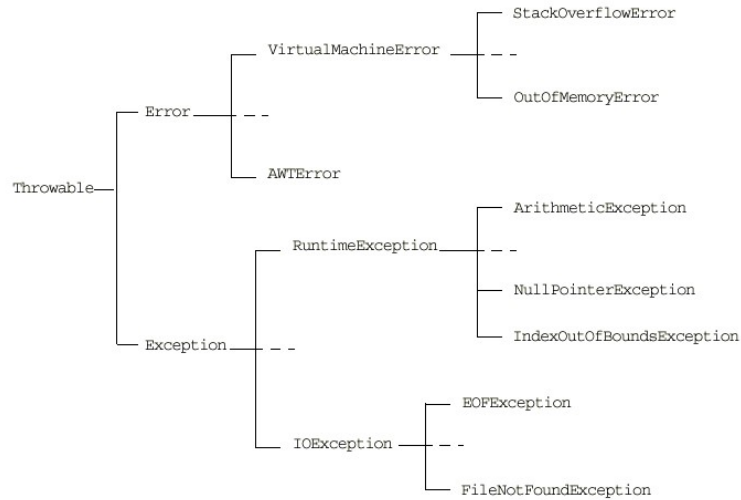 StackOverflowError
VirtualMachineError
OutOfMemoryError
Error
AWTError
Throwable
ArithmeticException
RuntimeException
NullPointerException
IndexOutOfBoundsException
Exception
EOFException
IOException
FileNotFoundException